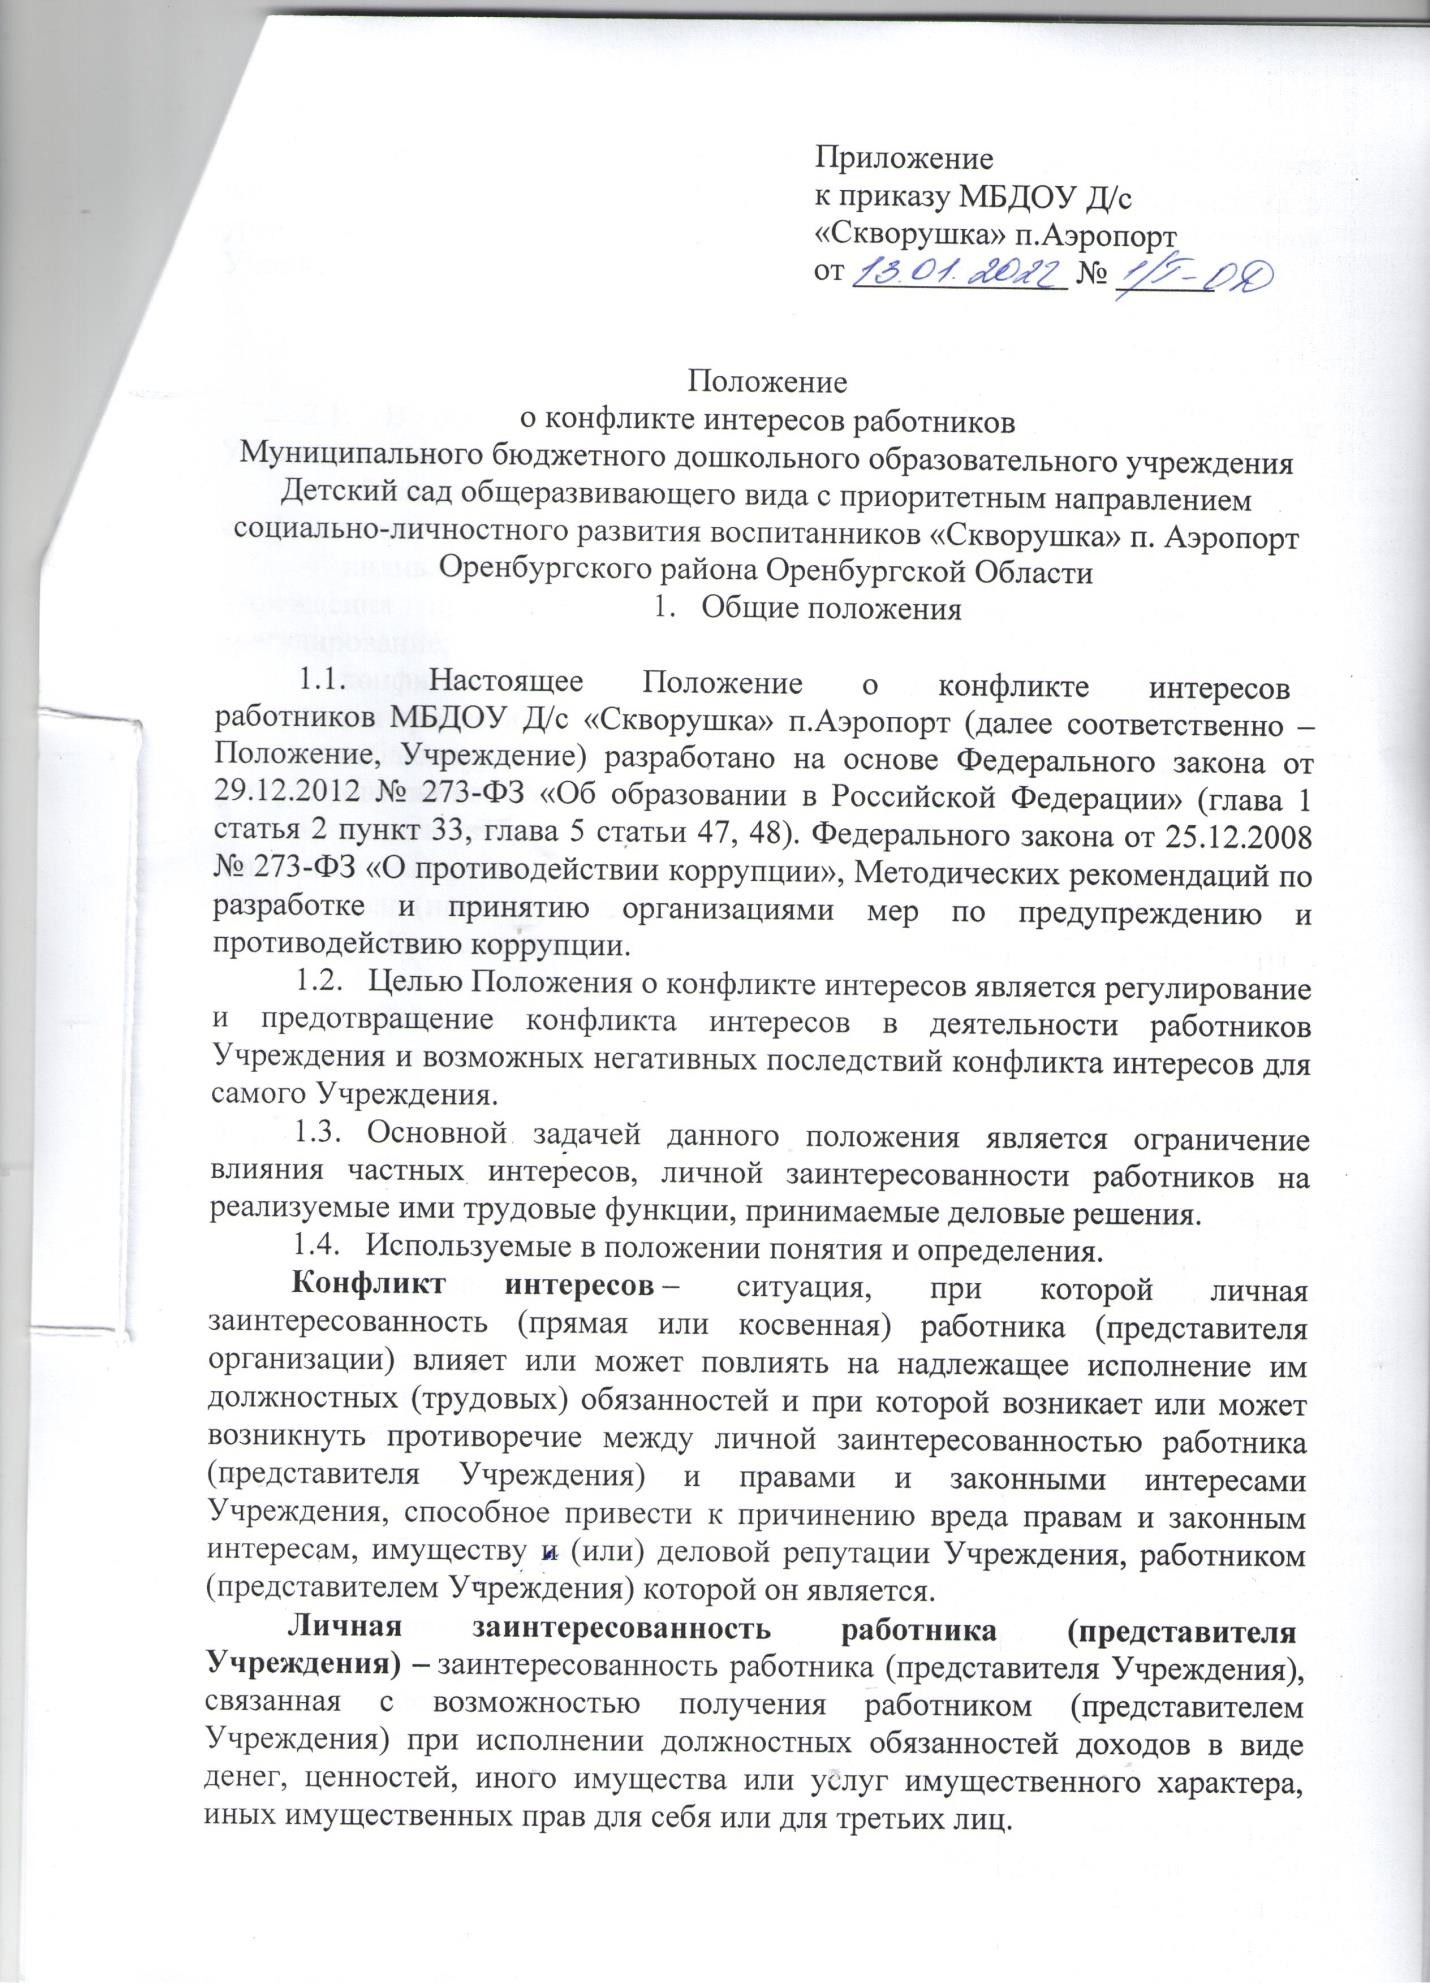 Приложение
к приказу МБДОУ Д/с
«Скворушка» п.Аэропорт
от 13.01.2022 № 1/1-ОД
Положение
о конфликте интересов работников
Муниципального бюджетного дошкольного образовательного учреждения
Детский сад общеразвивающего вида с приоритетным направлением
социально-личностного развития воспитанников «Скворушка» п. Аэропорт
Оренбургского района Оренбургской Области
1. Общие положения
1.1. Настоящее Положение о конфликте интересов
работников МБДОУ Д/с «Скворушка» п.Аэропорт (далее соответственно –
Положение, Учреждение) разработано на основе Федерального закона от
29.12.2012 № 273-ФЗ «Об образовании в Российской Федерации» (глава 1
статья 2 пункт 33, глава 5 статьи 47, 48). Федерального закона от 25.12.2008
№ 273-ФЗ «О противодействии коррупции», Методических рекомендаций по
разработке и принятию организациями мер по предупреждению и
противодействию коррупции.
1.2. Целью Положения о конфликте интересов является регулирование
и предотвращение конфликта интересов в деятельности работников
Учреждения и возможных негативных последствий конфликта интересов для
самого Учреждения.
1.3. Основной задачей данного положения является ограничение
влияния частных интересов, личной заинтересованности работников на
реализуемые ими трудовые функции, принимаемые деловые решения.
1.4. Используемые в положении понятия и определения.
Конфликт интересов – ситуация, при которой личная
заинтересованность (прямая или косвенная) работника (представителя
организации) влияет или может повлиять на надлежащее исполнение им
должностных (трудовых) обязанностей и при которой возникает или может
возникнуть противоречие между личной заинтересованностью работника
(представителя Учреждения) и правами и законными интересами
Учреждения, способное привести к причинению вреда правам и законным
интересам, имуществу и (или) деловой репутации Учреждения, работником
(представителем Учреждения) которой он является.
Личная заинтересованность работника (представителя
Учреждения) – заинтересованность работника (представителя Учреждения),
связанная с возможностью получения работником (представителем
Учреждения) при исполнении должностных обязанностей доходов в виде
денег, ценностей, иного имущества или услуг имущественного характера,
иных имущественных прав для себя или для третьих лиц.